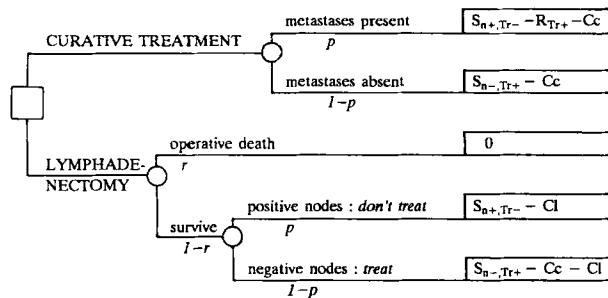 metastases present
S_{n+,Tr-} -R_{Tr+} -Cc
CURATIVE TREATMENT
p
metastases absent
S_{n-,Tr+} - Cc
1-p
operative death
0
LYMPHADE-
NECTOMY
r
positive nodes : don't treat
S_{n+,Tr-} - Cl
survive
p
1-r
negative nodes : treat
S_{n-,Tr+} - Cc - Cl
1-p